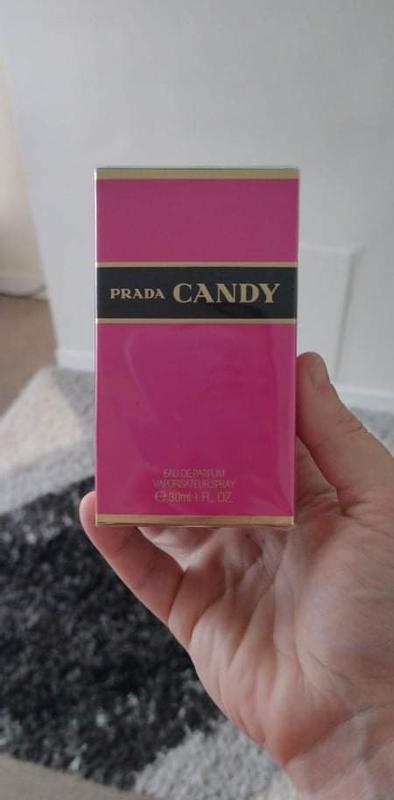 PRADA CANDY
EAU DE PARFUM
VAPORISATEUR SPRAY
℮ 30ml 1 FL. OZ.